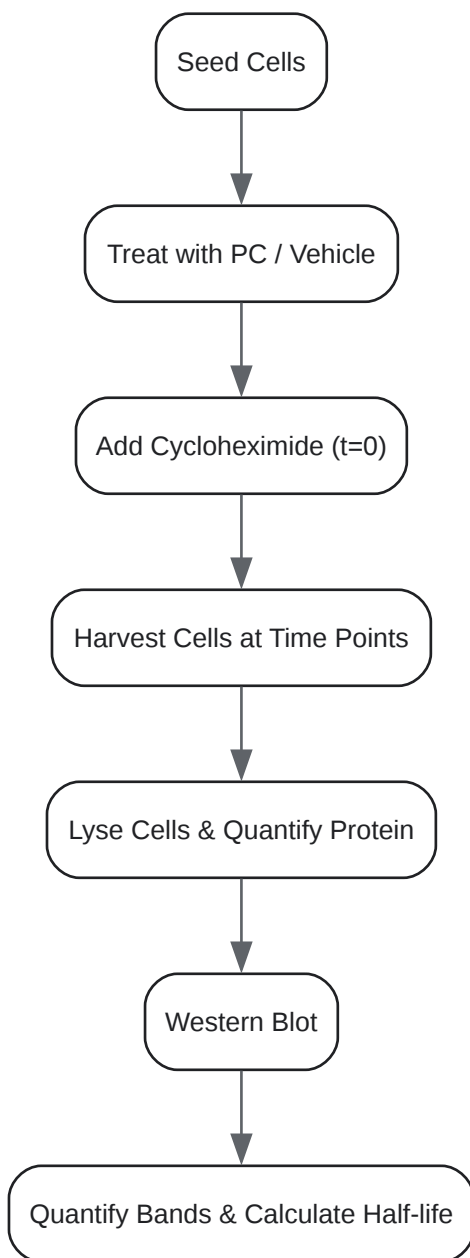 Seed Cells
Treat with PC / Vehicle
Add Cycloheximide (t=0)
Harvest Cells at Time Points
Lyse Cells & Quantify Protein
Western Blot
Quantify Bands & Calculate Half-life